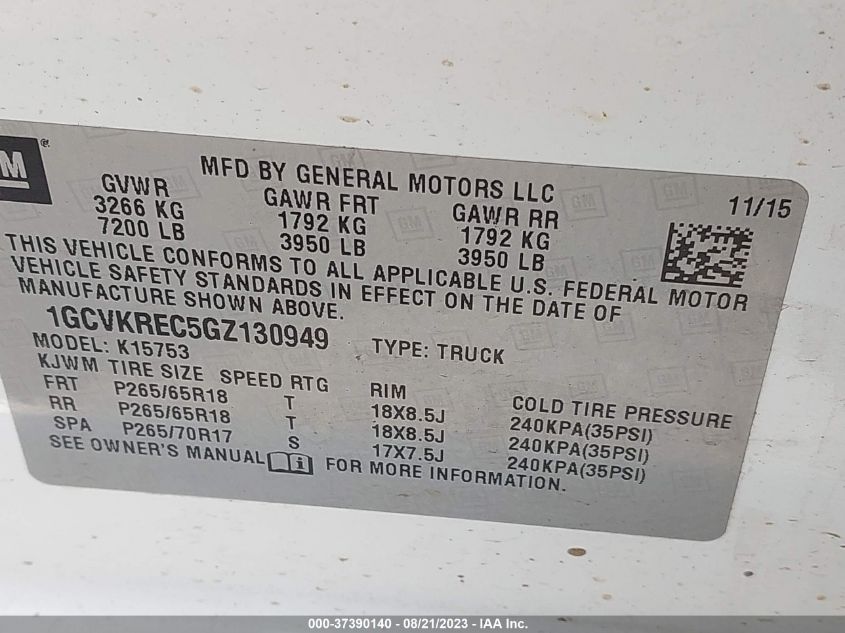 GM®
MFD BY GENERAL MOTORS LLC
11/15
GVWR GAWR FRT GAWR RR
3266 KG 1792 KG 1792 KG
7200 LB 3950 LB 3950 LB
THIS VEHICLE CONFORMS TO ALL APPLICABLE U.S. FEDERAL MOTOR
VEHICLE SAFETY STANDARDS IN EFFECT ON THE DATE OF
MANUFACTURE SHOWN ABOVE.
1GCVKREC5GZ130949 TYPE: TRUCK
MODEL: K15753
KJWM TIRE SIZE SPEED RTG RIM COLD TIRE PRESSURE
FRT P265/65R18 T 18X8.5J 240KPA(35PSI)
RR P265/65R18 T 18X8.5J 240KPA(35PSI)
SPA P265/70R17 S 17X7.5J 240KPA(35PSI)
SEE OWNER'S MANUAL FOR MORE INFORMATION.
000-37390140 - 08/21/2023 - IAA Inc.